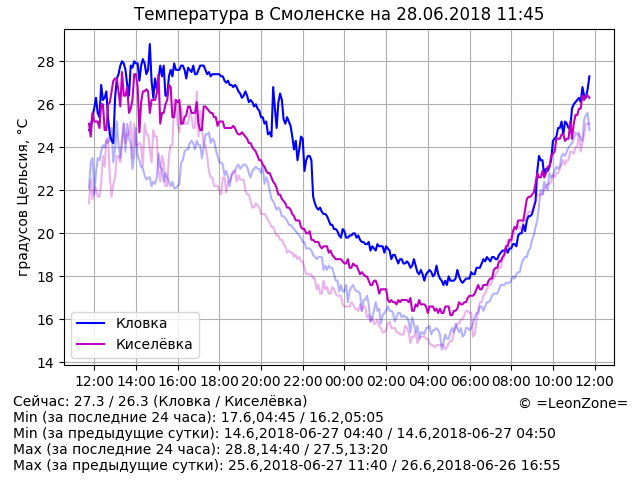 Температура в Смоленске на 28.06.2018 11:45
градусов Цельсия, °C
28
26
24
22
20
18
16
14
Кловка
Киселёвка
12:00 14:00 16:00 18:00 20:00 22:00 00:00 02:00 04:00 06:00 08:00 10:00 12:00
Сейчас: 27.3 / 26.3 (Кловка / Киселёвка)
© =LeonZone=
Min (за последние 24 часа): 17.6,04:45 / 16.2,05:05
Min (за предыдущие сутки): 14.6,2018-06-27 04:40 / 14.6,2018-06-27 04:50
Max (за последние 24 часа): 28.8,14:40 / 27.5,13:20
Max (за предыдущие сутки): 25.6,2018-06-27 11:40 / 26.6,2018-06-26 16:55